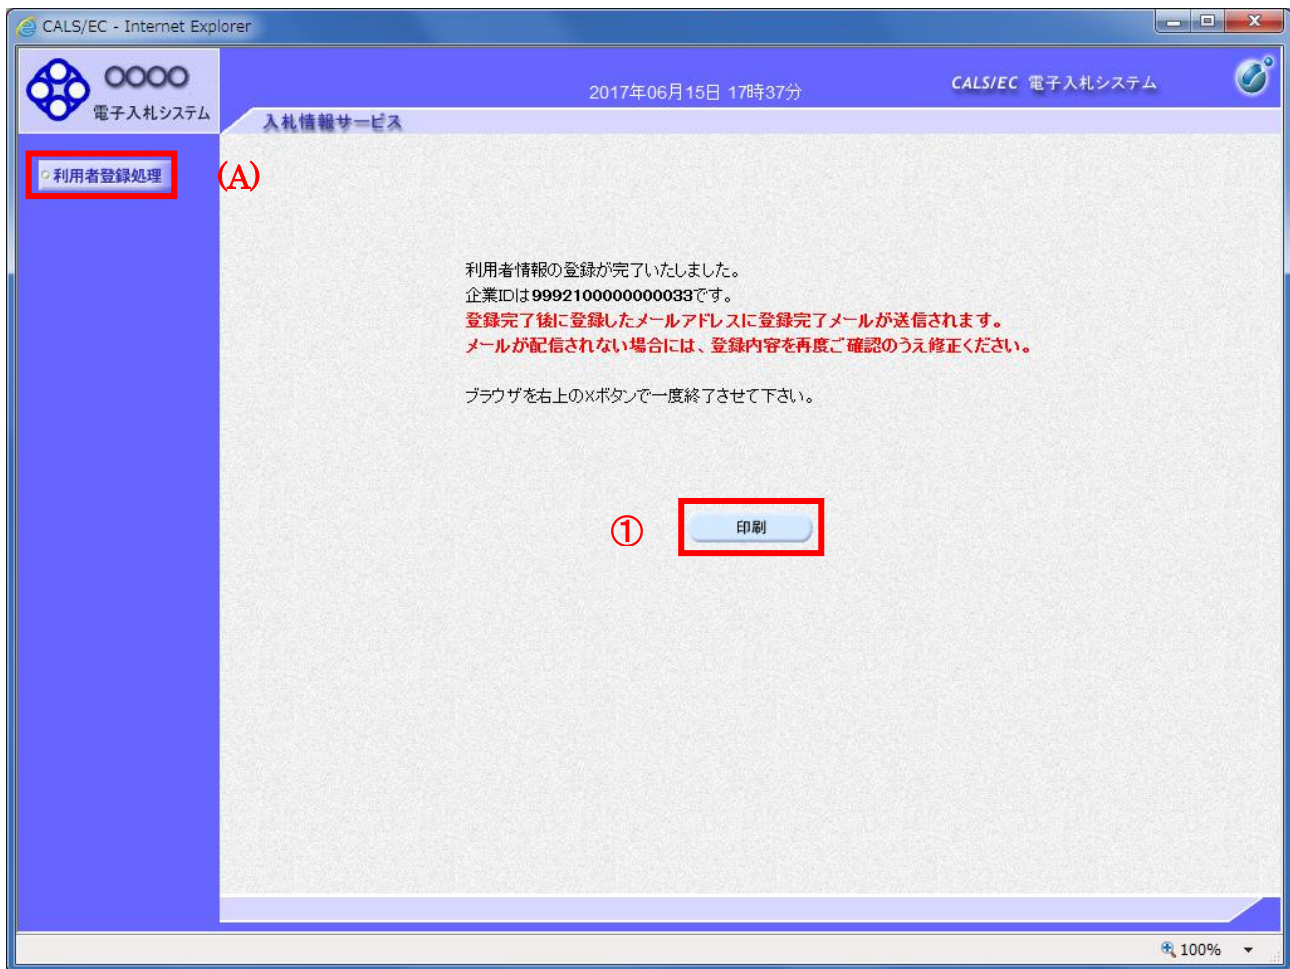 CALS/EC - Internet Explorer
○○○○
電子入札システム
2017年06月15日 17時37分
CALS/EC 電子入札システム
入札情報サービス
利用者登録処理
(A)
利用者情報の登録が完了いたしました。
企業IDは9992100000000033です。
登録完了後に登録したメールアドレスに登録完了メールが送信されます。
メールが配信されない場合には、登録内容を再度ご確認のうえ修正ください。
ブラウザを右上の×ボタンで一度終了させて下さい。
① 印刷
100%